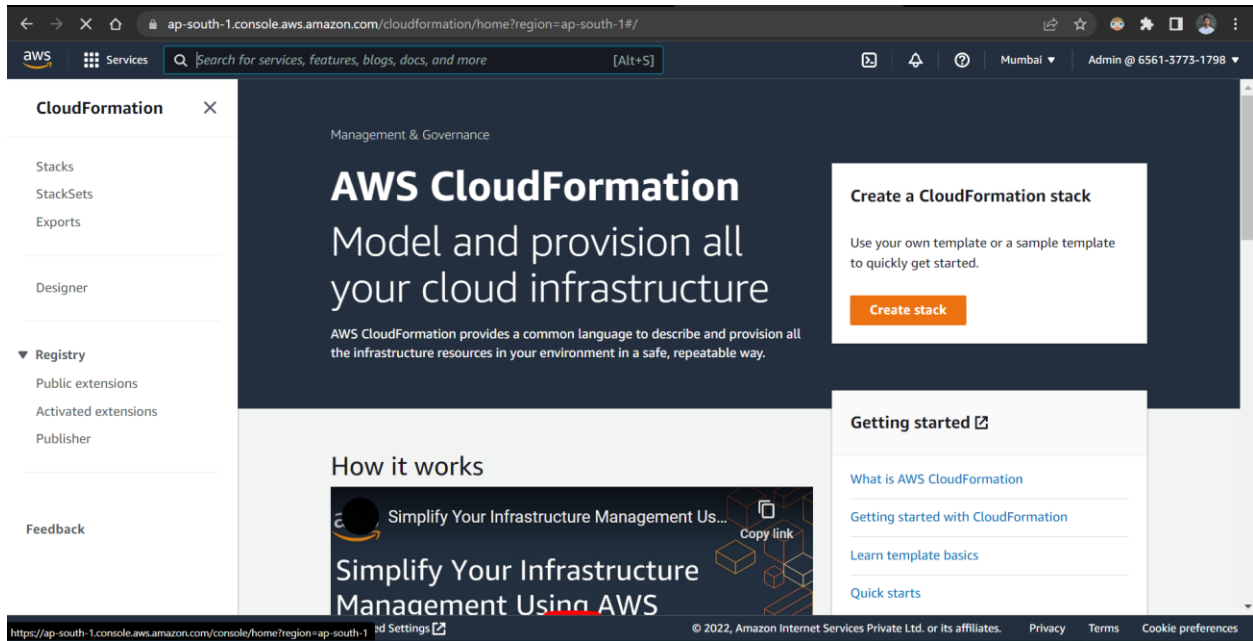 ap-south-1.console.aws.amazon.com/cloudformation/home?region=ap-south-1#/
aws
Services
Search for services, features, blogs, docs, and more
[Alt+S]
Mumbai ▼
Admin @ 6561-3773-1798 ▼
CloudFormation
Stacks
StackSets
Exports
Designer
▼ Registry
Public extensions
Activated extensions
Publisher
Feedback
Management & Governance
AWS CloudFormation
Model and provision all
your cloud infrastructure
AWS CloudFormation provides a common language to describe and provision all
the infrastructure resources in your environment in a safe, repeatable way.
Create a CloudFormation stack
Use your own template or a sample template
to quickly get started.
Create stack
How it works
Simplify Your Infrastructure Management Us...
Copy link
Simplify Your Infrastructure
Management Using AWS
Getting started
What is AWS CloudFormation
Getting started with CloudFormation
Learn template basics
Quick starts
https://ap-south-1.console.aws.amazon.com/console/home?region=ap-south-1
ed Settings
© 2022, Amazon Internet Services Private Ltd. or its affiliates.
Privacy
Terms
Cookie preferences